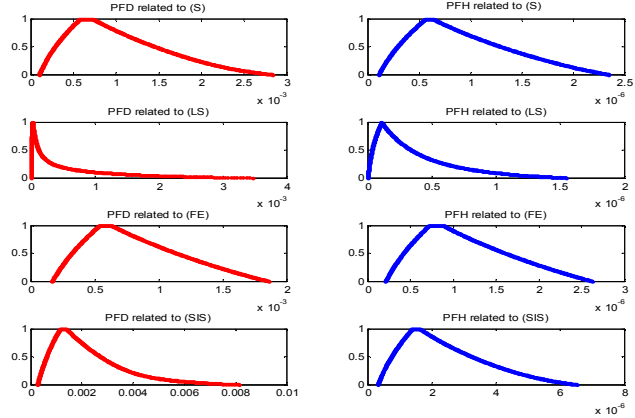 PFD related to (S)
1
0.5
0
0 0.5 1 1.5 2 2.5 3
x 10⁻³
PFH related to (S)
1
0.5
0
0 0.5 1 1.5 2 2.5
x 10⁻⁶
PFD related to (LS)
1
0.5
0
0 1 2 3 4
x 10⁻³
PFH related to (LS)
1
0.5
0
0 0.5 1 1.5 2
x 10⁻⁶
PFD related to (FE)
1
0.5
0
0 0.5 1 1.5 2
x 10⁻³
PFH related to (FE)
1
0.5
0
0 0.5 1 1.5 2 2.5 3
x 10⁻⁶
PFD related to (SIS)
1
0.5
0
0 0.002 0.004 0.006 0.008 0.01
PFH related to (SIS)
1
0.5
0
0 2 4 6 8
x 10⁻⁶